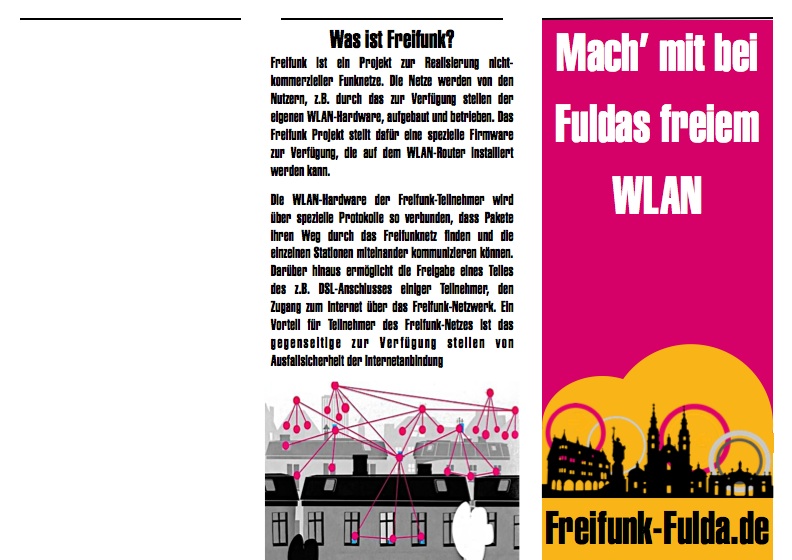 Was ist Freifunk?
Freifunk ist ein Projekt zur Realisierung nicht-
kommerzieller Funknetze. Die Netze werden von den
Nutzern, z.B. durch das zur Verfügung stellen der
eigenen WLAN-Hardware, aufgebaut und betrieben. Das
Freifunk Projekt stellt dafür eine spezielle Firmware
zur Verfügung, die auf dem WLAN-Router installiert
werden kann.
Die WLAN-Hardware der Freifunk-Teilnehmer wird
über spezielle Protokolle so verbunden, dass Pakete
ihren Weg durch das Freifunknetz finden und die
einzelnen Stationen miteinander kommunizieren können.
Darüber hinaus ermöglicht die Freigabe eines Teiles
des z.B. DSL-Anschlusses einiger Teilnehmer, den
Zugang zum Internet über das Freifunk-Netzwerk. Ein
Vorteil für Teilnehmer des Freifunk-Netzes ist das
gegenseitige zur Verfügung stellen von
Ausfallsicherheit der Internetanbindung
Mach' mit bei
Fuldas freiem
WLAN
Freifunk-Fulda.de